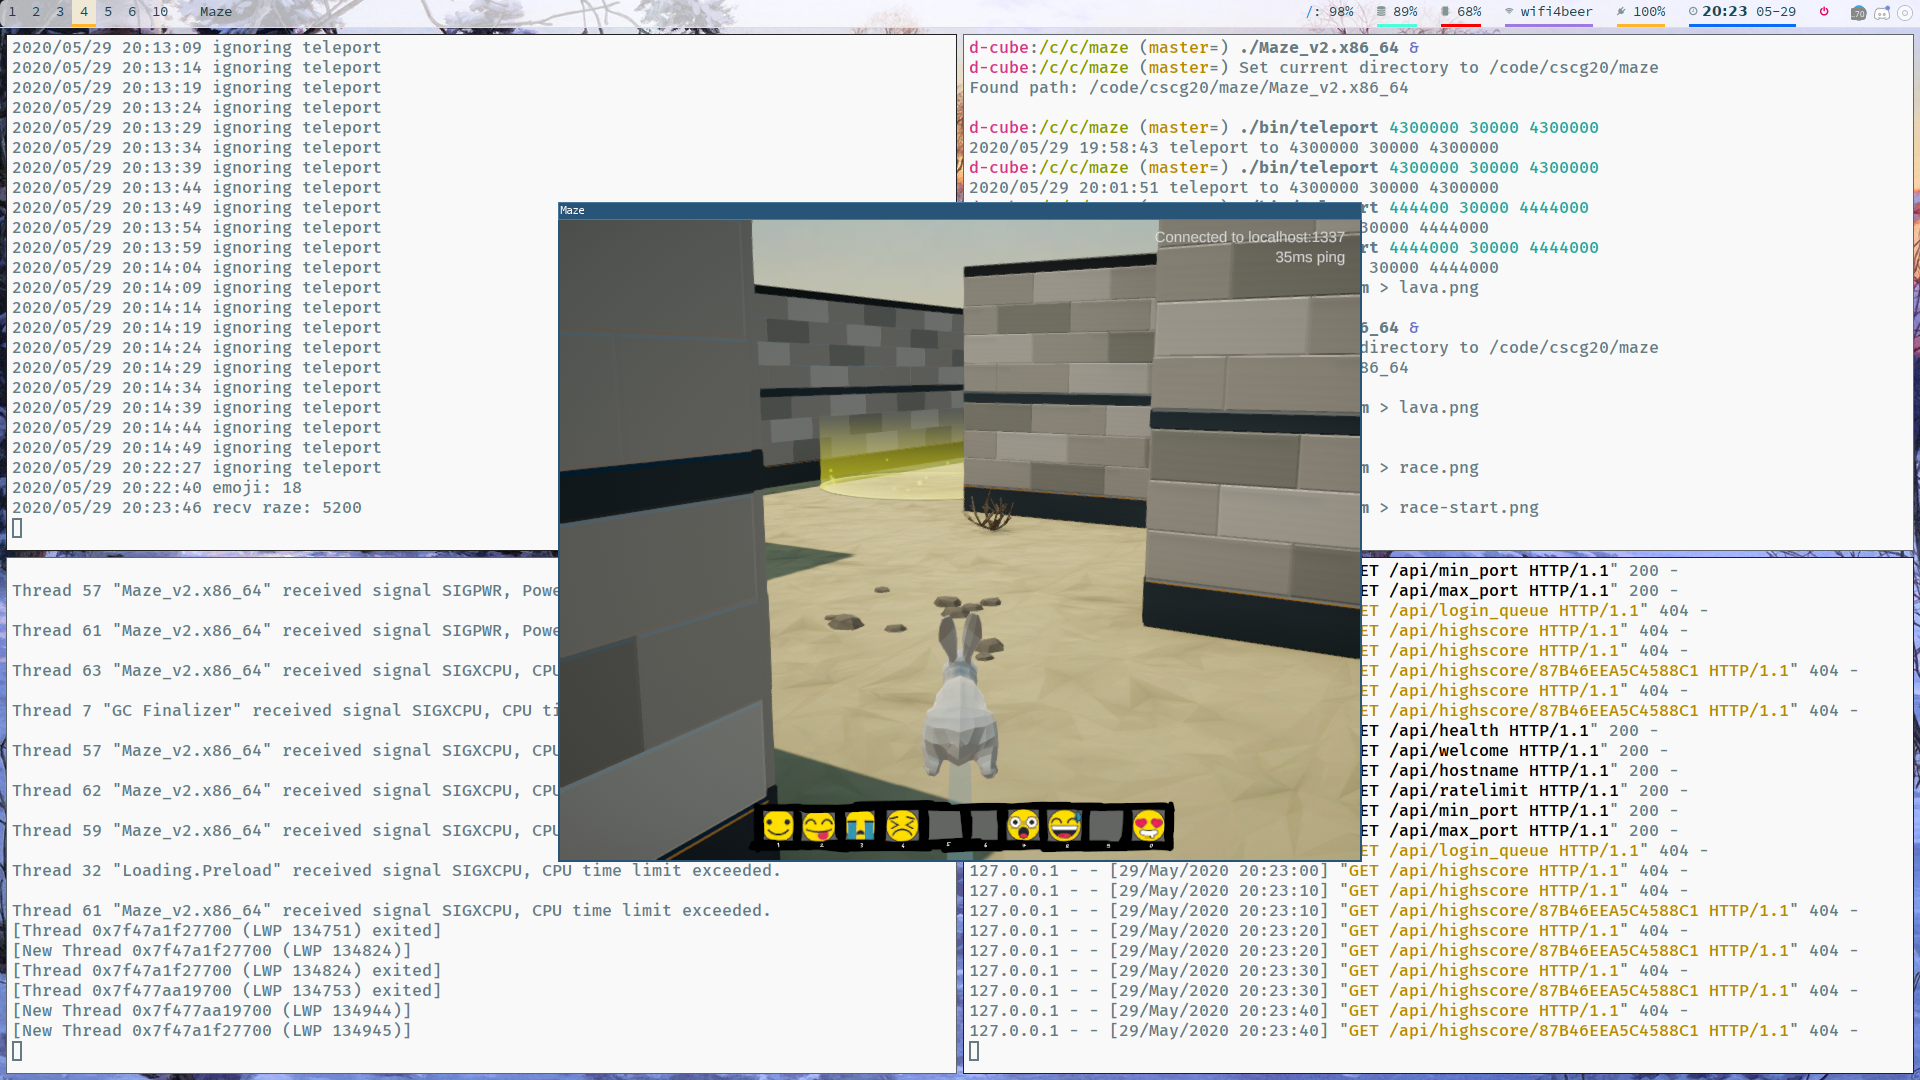 1 2 3 4 5 6 10 Maze
/: 98% 89% 68% wifi4beer 100% 20:23 05-29
70
2020/05/29 20:13:09 ignoring teleport
2020/05/29 20:13:14 ignoring teleport
2020/05/29 20:13:19 ignoring teleport
2020/05/29 20:13:24 ignoring teleport
2020/05/29 20:13:29 ignoring teleport
2020/05/29 20:13:34 ignoring teleport
2020/05/29 20:13:39 ignoring teleport
2020/05/29 20:13:44 ignoring teleport
2020/05/29 20:13:49 ignoring teleport
2020/05/29 20:13:54 ignoring teleport
2020/05/29 20:13:59 ignoring teleport
2020/05/29 20:14:04 ignoring teleport
2020/05/29 20:14:09 ignoring teleport
2020/05/29 20:14:14 ignoring teleport
2020/05/29 20:14:19 ignoring teleport
2020/05/29 20:14:24 ignoring teleport
2020/05/29 20:14:29 ignoring teleport
2020/05/29 20:14:34 ignoring teleport
2020/05/29 20:14:39 ignoring teleport
2020/05/29 20:14:44 ignoring teleport
2020/05/29 20:14:49 ignoring teleport
2020/05/29 20:22:27 ignoring teleport
2020/05/29 20:22:40 emoji: 18
2020/05/29 20:23:46 recv raze: 5200
d-cube:/c/c/maze (master=) ./Maze_v2.x86_64 &
d-cube:/c/c/maze (master=) Set current directory to /code/cscg20/maze
Found path: /code/cscg20/maze/Maze_v2.x86_64
d-cube:/c/c/maze (master=) ./bin/teleport 4300000 30000 4300000
2020/05/29 19:58:43 teleport to 4300000 30000 4300000
d-cube:/c/c/maze (master=) ./bin/teleport 4300000 30000 4300000
2020/05/29 20:01:51 teleport to 4300000 30000 4300000
rt 444400 30000 4444000
30000 4444000
rt 4444000 30000 4444000
30000 4444000
m > lava.png
6_64 &
directory to /code/cscg20/maze
86_64
m > lava.png
m > race.png
m > race-start.png
Maze
Connected to localhost:1337
35ms ping
1 2 3 4 5 6 7 8 9 0
Thread 57 "Maze_v2.x86_64" received signal SIGPWR, Powe
Thread 61 "Maze_v2.x86_64" received signal SIGPWR, Powe
Thread 63 "Maze_v2.x86_64" received signal SIGXCPU, CPU
Thread 7 "GC Finalizer" received signal SIGXCPU, CPU ti
Thread 57 "Maze_v2.x86_64" received signal SIGXCPU, CPU
Thread 62 "Maze_v2.x86_64" received signal SIGXCPU, CPU
Thread 59 "Maze_v2.x86_64" received signal SIGXCPU, CPU
Thread 32 "Loading.Preload" received signal SIGXCPU, CPU time limit exceeded.
Thread 61 "Maze_v2.x86_64" received signal SIGXCPU, CPU time limit exceeded.
[Thread 0x7f47a1f27700 (LWP 134751) exited]
[New Thread 0x7f47a1f27700 (LWP 134824)]
[Thread 0x7f47a1f27700 (LWP 134824) exited]
[Thread 0x7f477aa19700 (LWP 134753) exited]
[New Thread 0x7f477aa19700 (LWP 134944)]
[New Thread 0x7f47a1f27700 (LWP 134945)]
ET /api/min_port HTTP/1.1" 200 -
ET /api/max_port HTTP/1.1" 200 -
ET /api/login_queue HTTP/1.1" 404 -
ET /api/highscore HTTP/1.1" 404 -
ET /api/highscore HTTP/1.1" 404 -
ET /api/highscore/87B46EEA5C4588C1 HTTP/1.1" 404 -
ET /api/highscore HTTP/1.1" 404 -
ET /api/highscore/87B46EEA5C4588C1 HTTP/1.1" 404 -
ET /api/health HTTP/1.1" 200 -
ET /api/welcome HTTP/1.1" 200 -
ET /api/hostname HTTP/1.1" 200 -
ET /api/ratelimit HTTP/1.1" 200 -
ET /api/min_port HTTP/1.1" 200 -
ET /api/max_port HTTP/1.1" 200 -
ET /api/login_queue HTTP/1.1" 404 -
127.0.0.1 - - [29/May/2020 20:23:00] "GET /api/highscore HTTP/1.1" 404 -
127.0.0.1 - - [29/May/2020 20:23:10] "GET /api/highscore HTTP/1.1" 404 -
127.0.0.1 - - [29/May/2020 20:23:10] "GET /api/highscore/87B46EEA5C4588C1 HTTP/1.1" 404 -
127.0.0.1 - - [29/May/2020 20:23:20] "GET /api/highscore HTTP/1.1" 404 -
127.0.0.1 - - [29/May/2020 20:23:20] "GET /api/highscore/87B46EEA5C4588C1 HTTP/1.1" 404 -
127.0.0.1 - - [29/May/2020 20:23:30] "GET /api/highscore HTTP/1.1" 404 -
127.0.0.1 - - [29/May/2020 20:23:30] "GET /api/highscore/87B46EEA5C4588C1 HTTP/1.1" 404 -
127.0.0.1 - - [29/May/2020 20:23:40] "GET /api/highscore HTTP/1.1" 404 -
127.0.0.1 - - [29/May/2020 20:23:40] "GET /api/highscore/87B46EEA5C4588C1 HTTP/1.1" 404 -